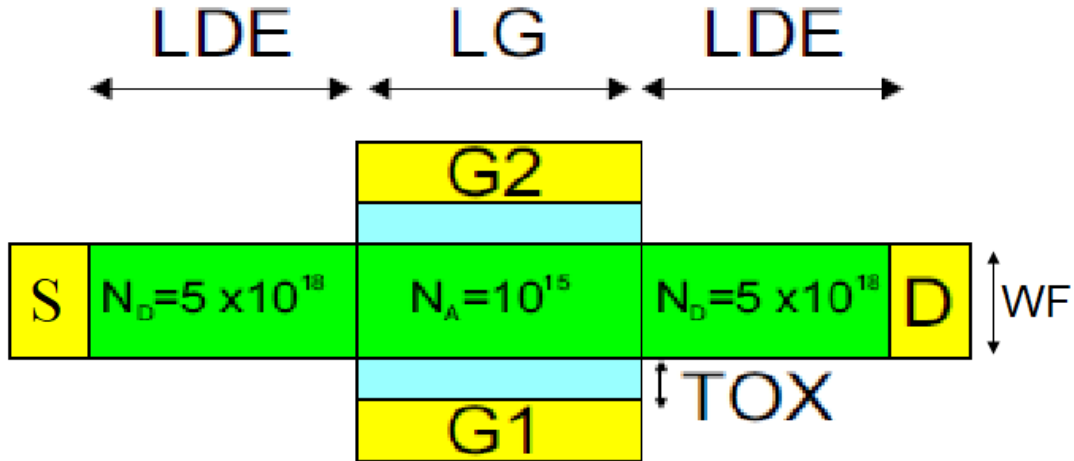 LDE LG LDE
G2
S N_D=5 x10^18 N_A=10^15 N_D=5 x10^18 D WF
TOX
G1